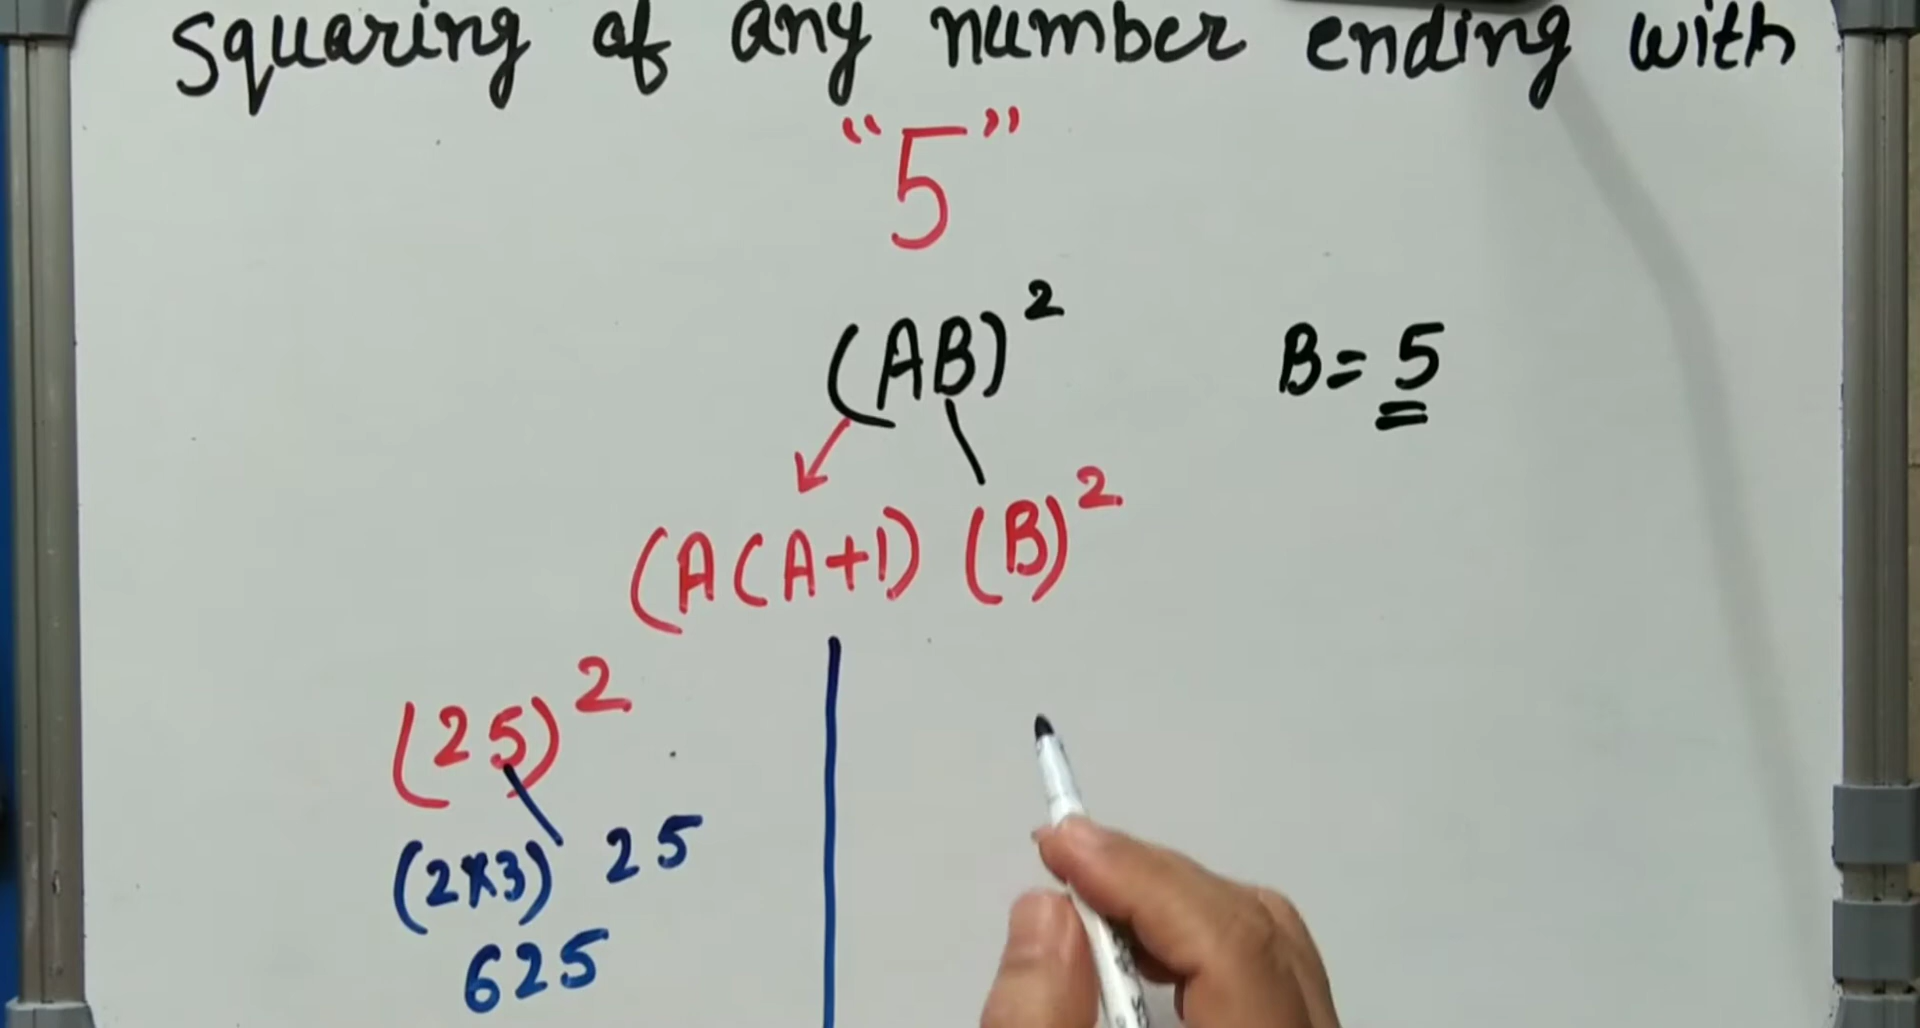 Squaring of any number ending with
"5"
(AB)² B= 5
(A(A+1) (B)²
(25)²
(2×3) 25
625